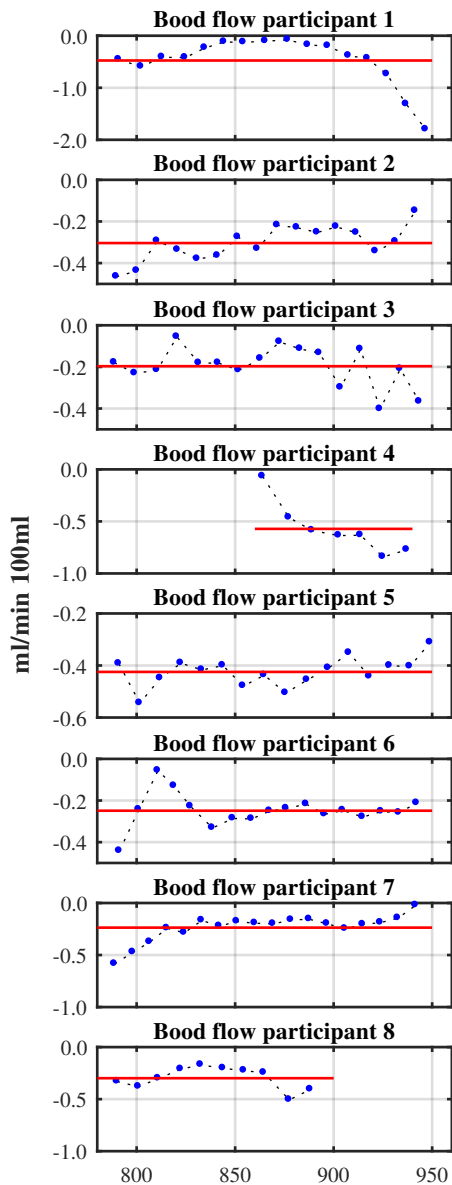 Bood flow participant 1
0.0
-1.0
-2.0
Bood flow participant 2
0.0
-0.2
-0.4
Bood flow participant 3
0.0
-0.2
-0.4
Bood flow participant 4
0.0
-0.5
-1.0
ml/min 100ml
Bood flow participant 5
-0.2
-0.4
-0.6
Bood flow participant 6
0.0
-0.2
-0.4
Bood flow participant 7
0.0
-0.5
-1.0
Bood flow participant 8
0.0
-0.5
-1.0
800 850 900 950